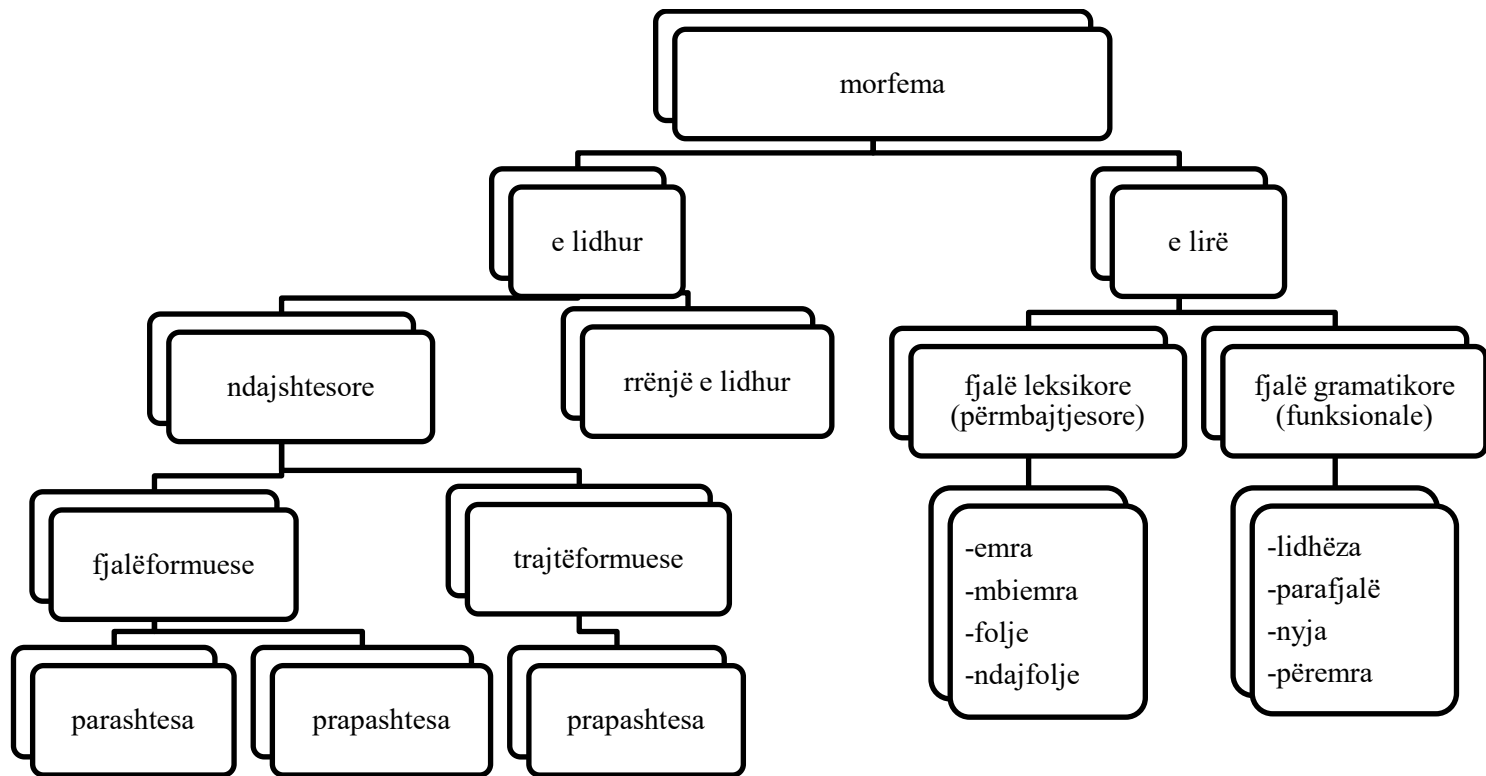 morfema
e lidhur
e lirë
ndajshtesore
rrënjë e lidhur
fjalë leksikore
(përmbajtjesore)
fjalë gramatikore
(funksionale)
fjalëformuese
trajtëformuese
-emra
-mbiemra
-folje
-ndajfolje
-lidhëza
-parafjalë
-nyja
-përemra
parashtesa
prapashtesa
prapashtesa